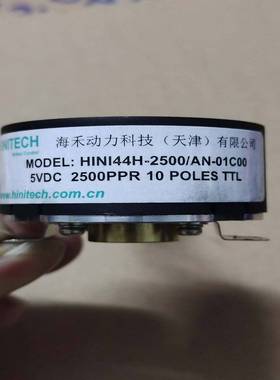 HINITECH
海禾动力科技（天津）有限公司
MODEL: HINI44H-2500/AN-01C00
5VDC 2500PPR 10 POLES TTL
www.hinitech.com.cn